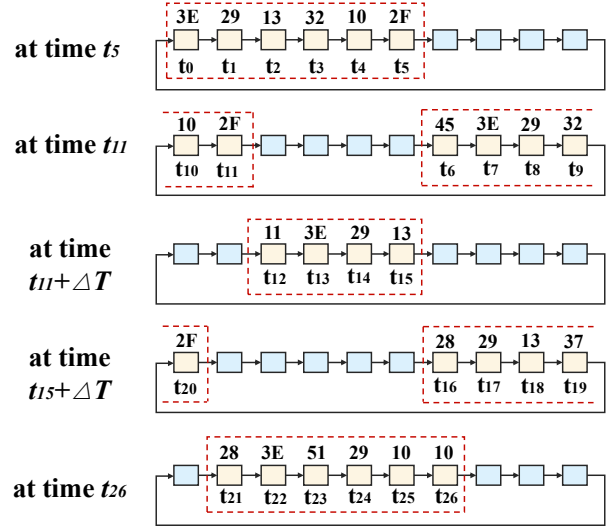 3E 29 13 32 10 2F
at time t5
t0 t1 t2 t3 t4 t5
10 2F 45 3E 29 32
at time t11
t10 t11 t6 t7 t8 t9
11 3E 29 13
at time
t11+△T
t12 t13 t14 t15
2F 28 29 13 37
at time
t15+△T
t20 t16 t17 t18 t19
28 3E 51 29 10 10
at time t26
t21 t22 t23 t24 t25 t26